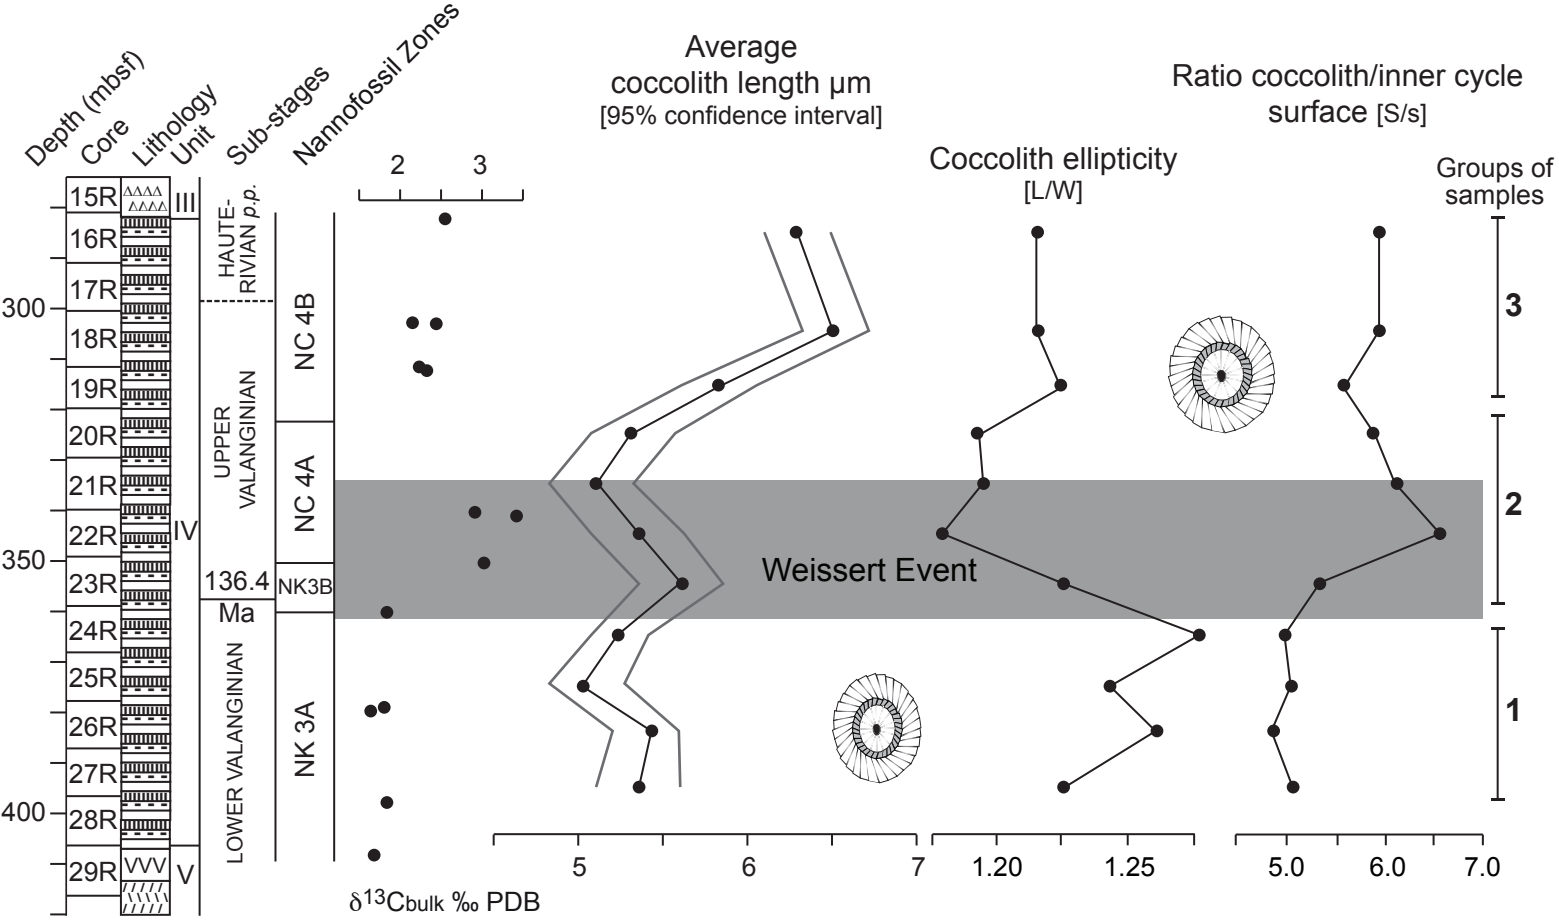 Average
coccolith length µm
[95% confidence interval]
Ratio coccolith/inner cycle
surface [S/s]
Coccolith ellipticity
[L/W]
Groups of
samples
Depth (mbsf)
Core
Lithology
Unit
Sub-stages
Nannofossil Zones
2 3
15R
16R
17R
18R
19R
20R
21R
22R
23R
24R
25R
26R
27R
28R
29R
300
350
400
III
IV
V
HAUTE-
RIVIAN p.p.
UPPER
VALANGINIAN
136.4
Ma
LOWER VALANGINIAN
NC 4B
NC 4A
NK3B
NK 3A
Weissert Event
3
2
1
5 6 7
1.20 1.25
5.0 6.0 7.0
δ13Cbulk ‰ PDB